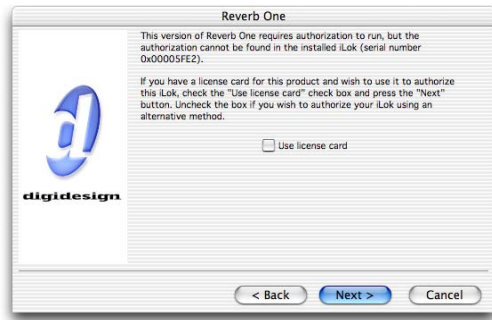 Reverb One
This version of Reverb One requires authorization to run, but the
authorization cannot be found in the installed iLok (serial number
0x00005FE2).
If you have a license card for this product and wish to use it to authorize
this iLok, check the "Use license card" check box and press the "Next"
button. Uncheck the box if you wish to authorize your iLok using an
alternative method.
Use license card
digidesign
< Back
Next >
Cancel